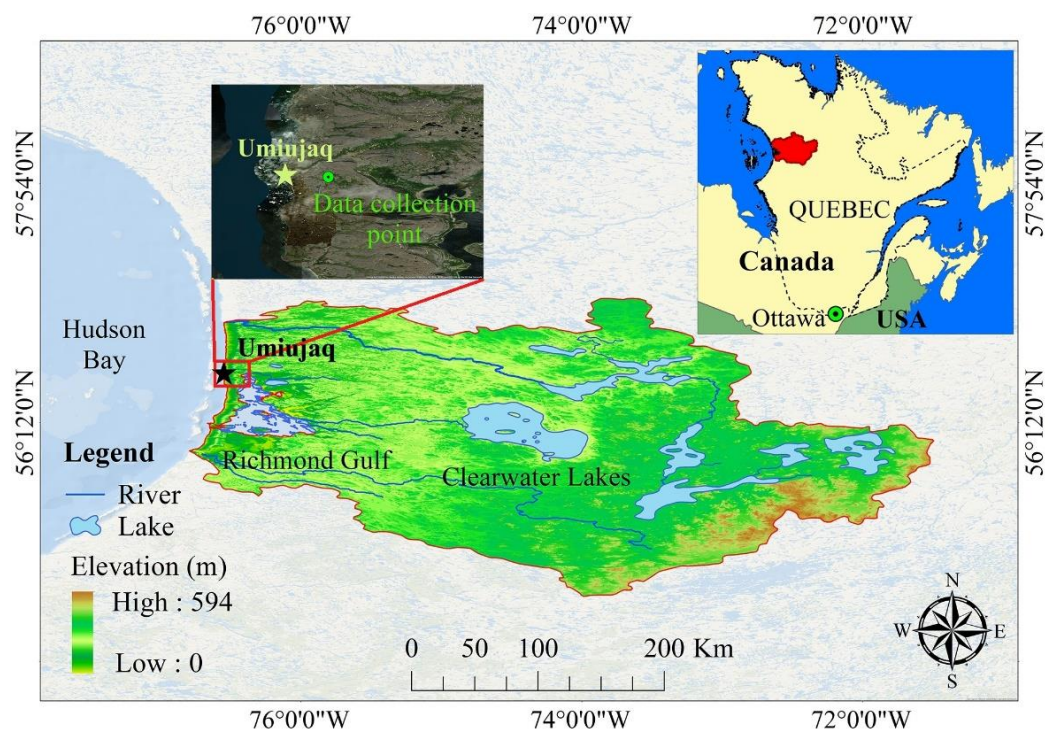 76°0'0"W
74°0'0"W
72°0'0"W
57°54'0"N
57°54'0"N
56°12'0"N
56°12'0"N
Umiujaq
Data collection
point
QUEBEC
Canada
Ottawa
USA
Hudson
Bay
Umiujaq
Richmond Gulf
Clearwater Lakes
Legend
River
Lake
Elevation (m)
High : 594
Low : 0
0 50 100 200 Km
N
W
E
S
76°0'0"W
74°0'0"W
72°0'0"W